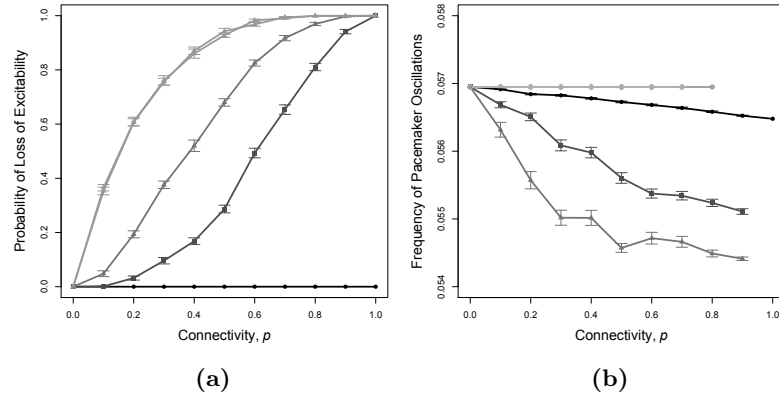 Probability of Loss of Excitability
1.0
0.8
0.6
0.4
0.2
0.0
0.0 0.2 0.4 0.6 0.8 1.0
Connectivity, p
(a)
Frequency of Pacemaker Oscillations
0.058
0.057
0.056
0.055
0.054
0.0 0.2 0.4 0.6 0.8 1.0
Connectivity, p
(b)